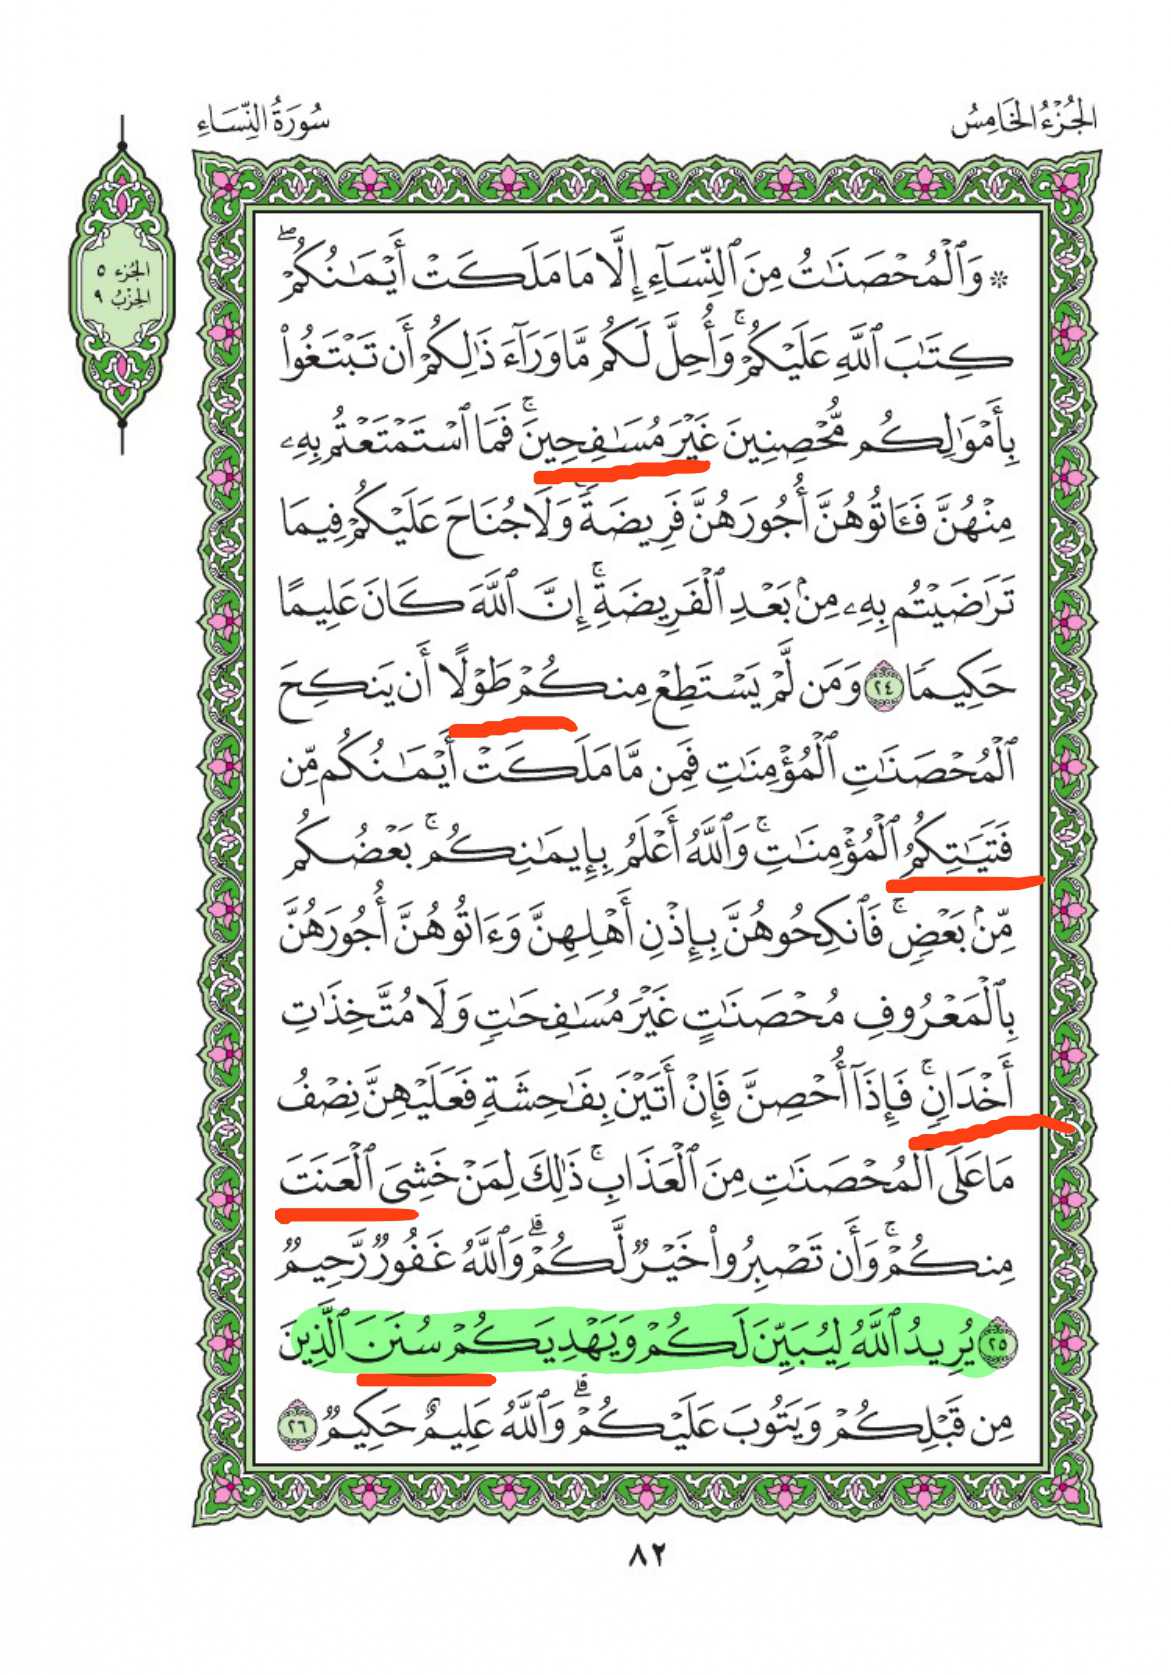 الجُزْءُ الخَامِسُ
سُورَةُ النِّسَاءِ
الجُزء ٥
الحِزْبُ ٩
۞ وَٱلْمُحْصَنَٰتُ مِنَ ٱلنِّسَآءِ إِلَّا مَا مَلَكَتْ أَيْمَٰنُكُمْۖ
كِتَٰبَ ٱللَّهِ عَلَيْكُمْۚ وَأُحِلَّ لَكُم مَّا وَرَآءَ ذَٰلِكُمْ أَن تَبْتَغُوا۟
بِأَمْوَٰلِكُم مُّحْصِنِينَ غَيْرَ مُسَٰفِحِينَۚ فَمَا ٱسْتَمْتَعْتُم بِهِۦ
مِنْهُنَّ فَـَٔاتُوهُنَّ أُجُورَهُنَّ فَرِيضَةًۚ وَلَا جُنَاحَ عَلَيْكُمْ فِيمَا
تَرَٰضَيْتُم بِهِۦ مِنۢ بَعْدِ ٱلْفَرِيضَةِۚ إِنَّ ٱللَّهَ كَانَ عَلِيمًا
حَكِيمًا ٢٤ وَمَن لَّمْ يَسْتَطِعْ مِنكُمْ طَوْلًا أَن يَنكِحَ
ٱلْمُحْصَنَٰتِ ٱلْمُؤْمِنَٰتِ فَمِن مَّا مَلَكَتْ أَيْمَٰنُكُم مِّن
فَتَيَٰتِكُمُ ٱلْمُؤْمِنَٰتِۚ وَٱللَّهُ أَعْلَمُ بِإِيمَٰنِكُمۚ بَعْضُكُم
مِّنۢ بَعْضٍۚ فَٱنكِحُوهُنَّ بِإِذْنِ أَهْلِهِنَّ وَءَاتُوهُنَّ أُجُورَهُنَّ
بِٱلْمَعْرُوفِ مُحْصَنَٰتٍ غَيْرَ مُسَٰفِحَٰتٍ وَلَا مُتَّخِذَٰتِ
أَخْدَانٍۚ فَإِذَآ أُحْصِنَّ فَإِنْ أَتَيْنَ بِفَٰحِشَةٍ فَعَلَيْهِنَّ نِصْفُ
مَا عَلَى ٱلْمُحْصَنَٰتِ مِنَ ٱلْعَذَابِۚ ذَٰلِكَ لِمَنْ خَشِىَ ٱلْعَنَتَ
مِنكُمْۚ وَأَن تَصْبِرُوا۟ خَيْرٌ لَّكُمْۗ وَٱللَّهُ غَفُورٌ رَّحِيمٌ
٢٥ يُرِيدُ ٱللَّهُ لِيُبَيِّنَ لَكُمْ وَيَهْدِيَكُمْ سُنَنَ ٱلَّذِينَ
مِن قَبْلِكُمْ وَيَتُوبَ عَلَيْكُمْۗ وَٱللَّهُ عَلِيمٌ حَكِيمٌ ٢٦
٨٢